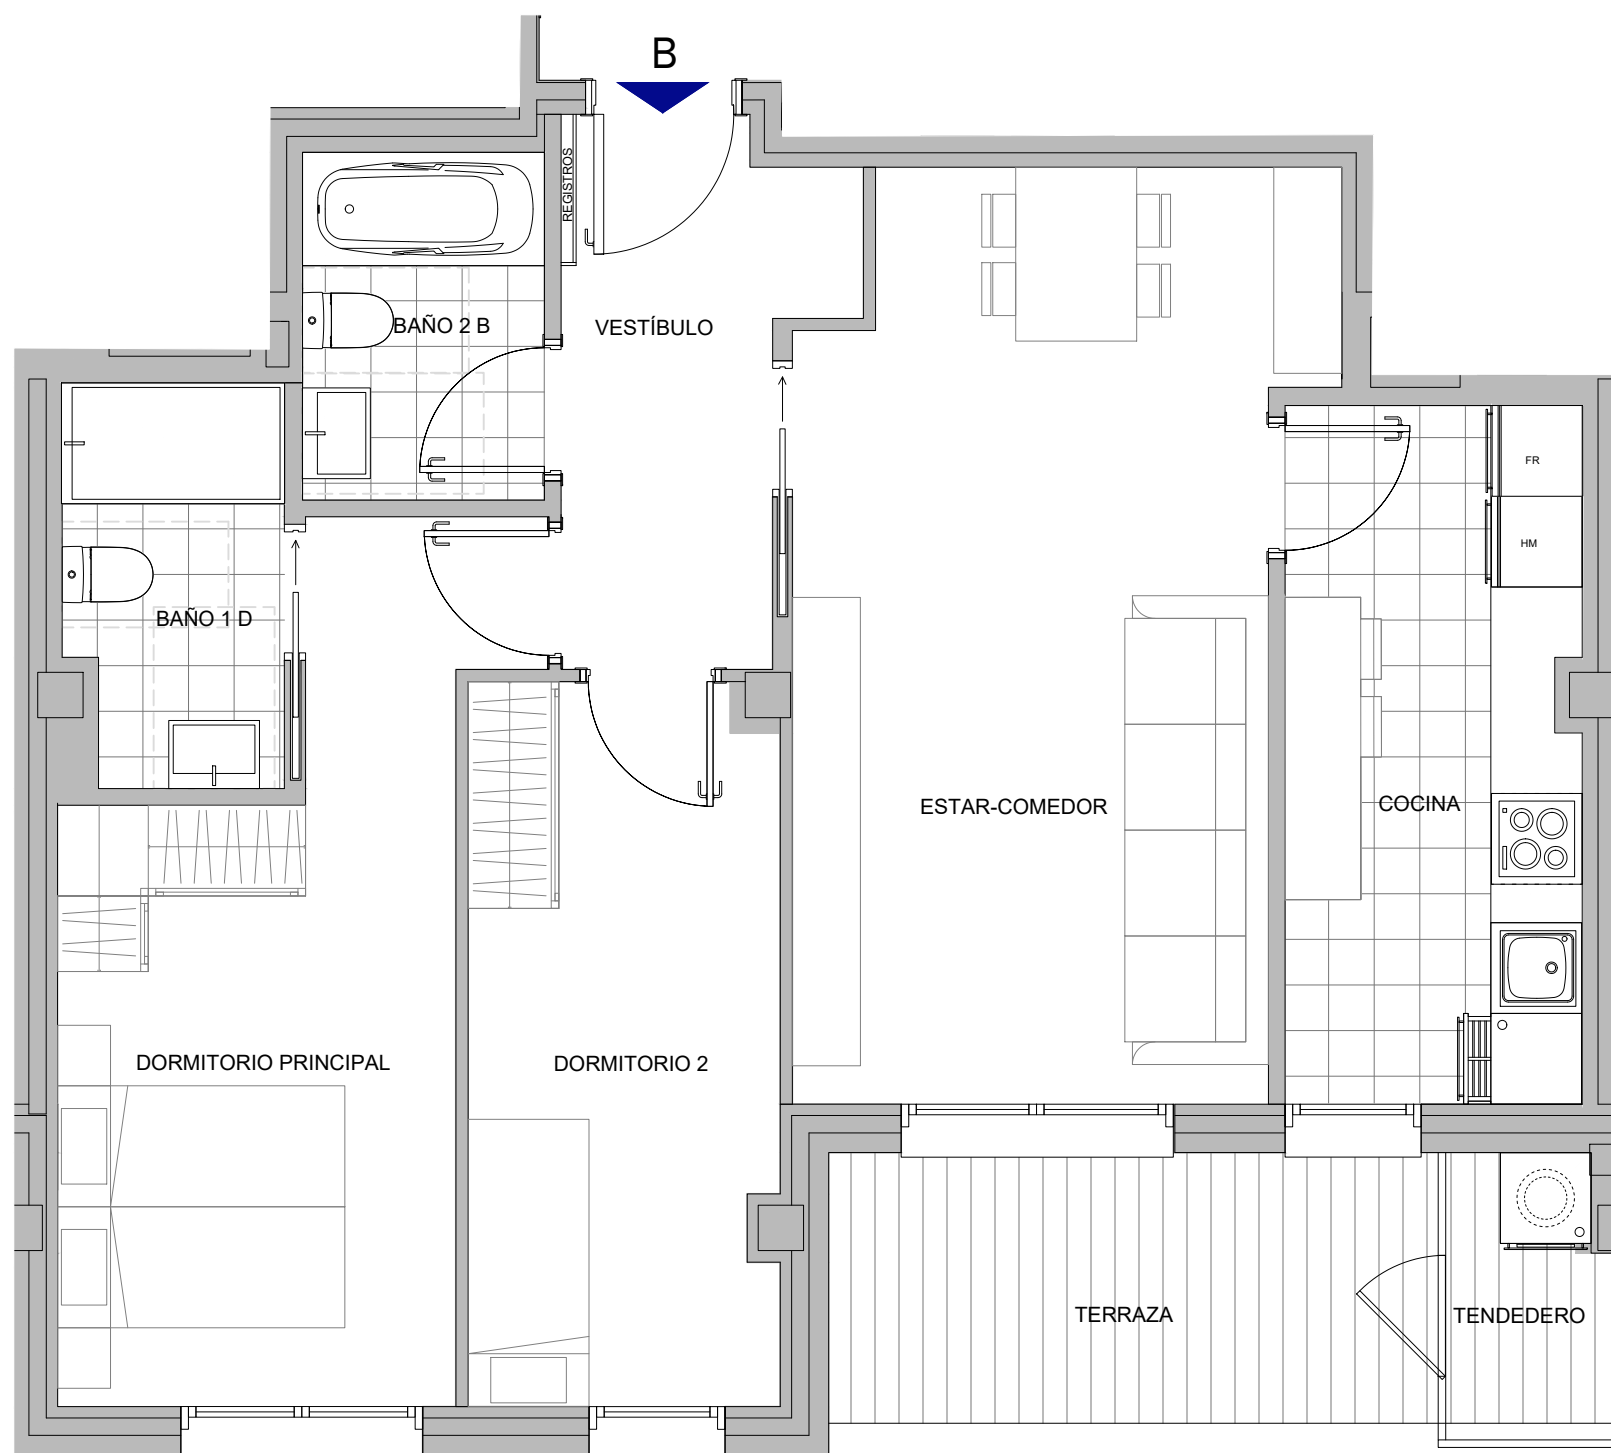 B
REGISTROS
BAÑO 2 B
VESTÍBULO
FR
HM
BAÑO 1 D
ESTAR-COMEDOR
COCINA
DORMITORIO PRINCIPAL
DORMITORIO 2
TERRAZA
TENDEDERO